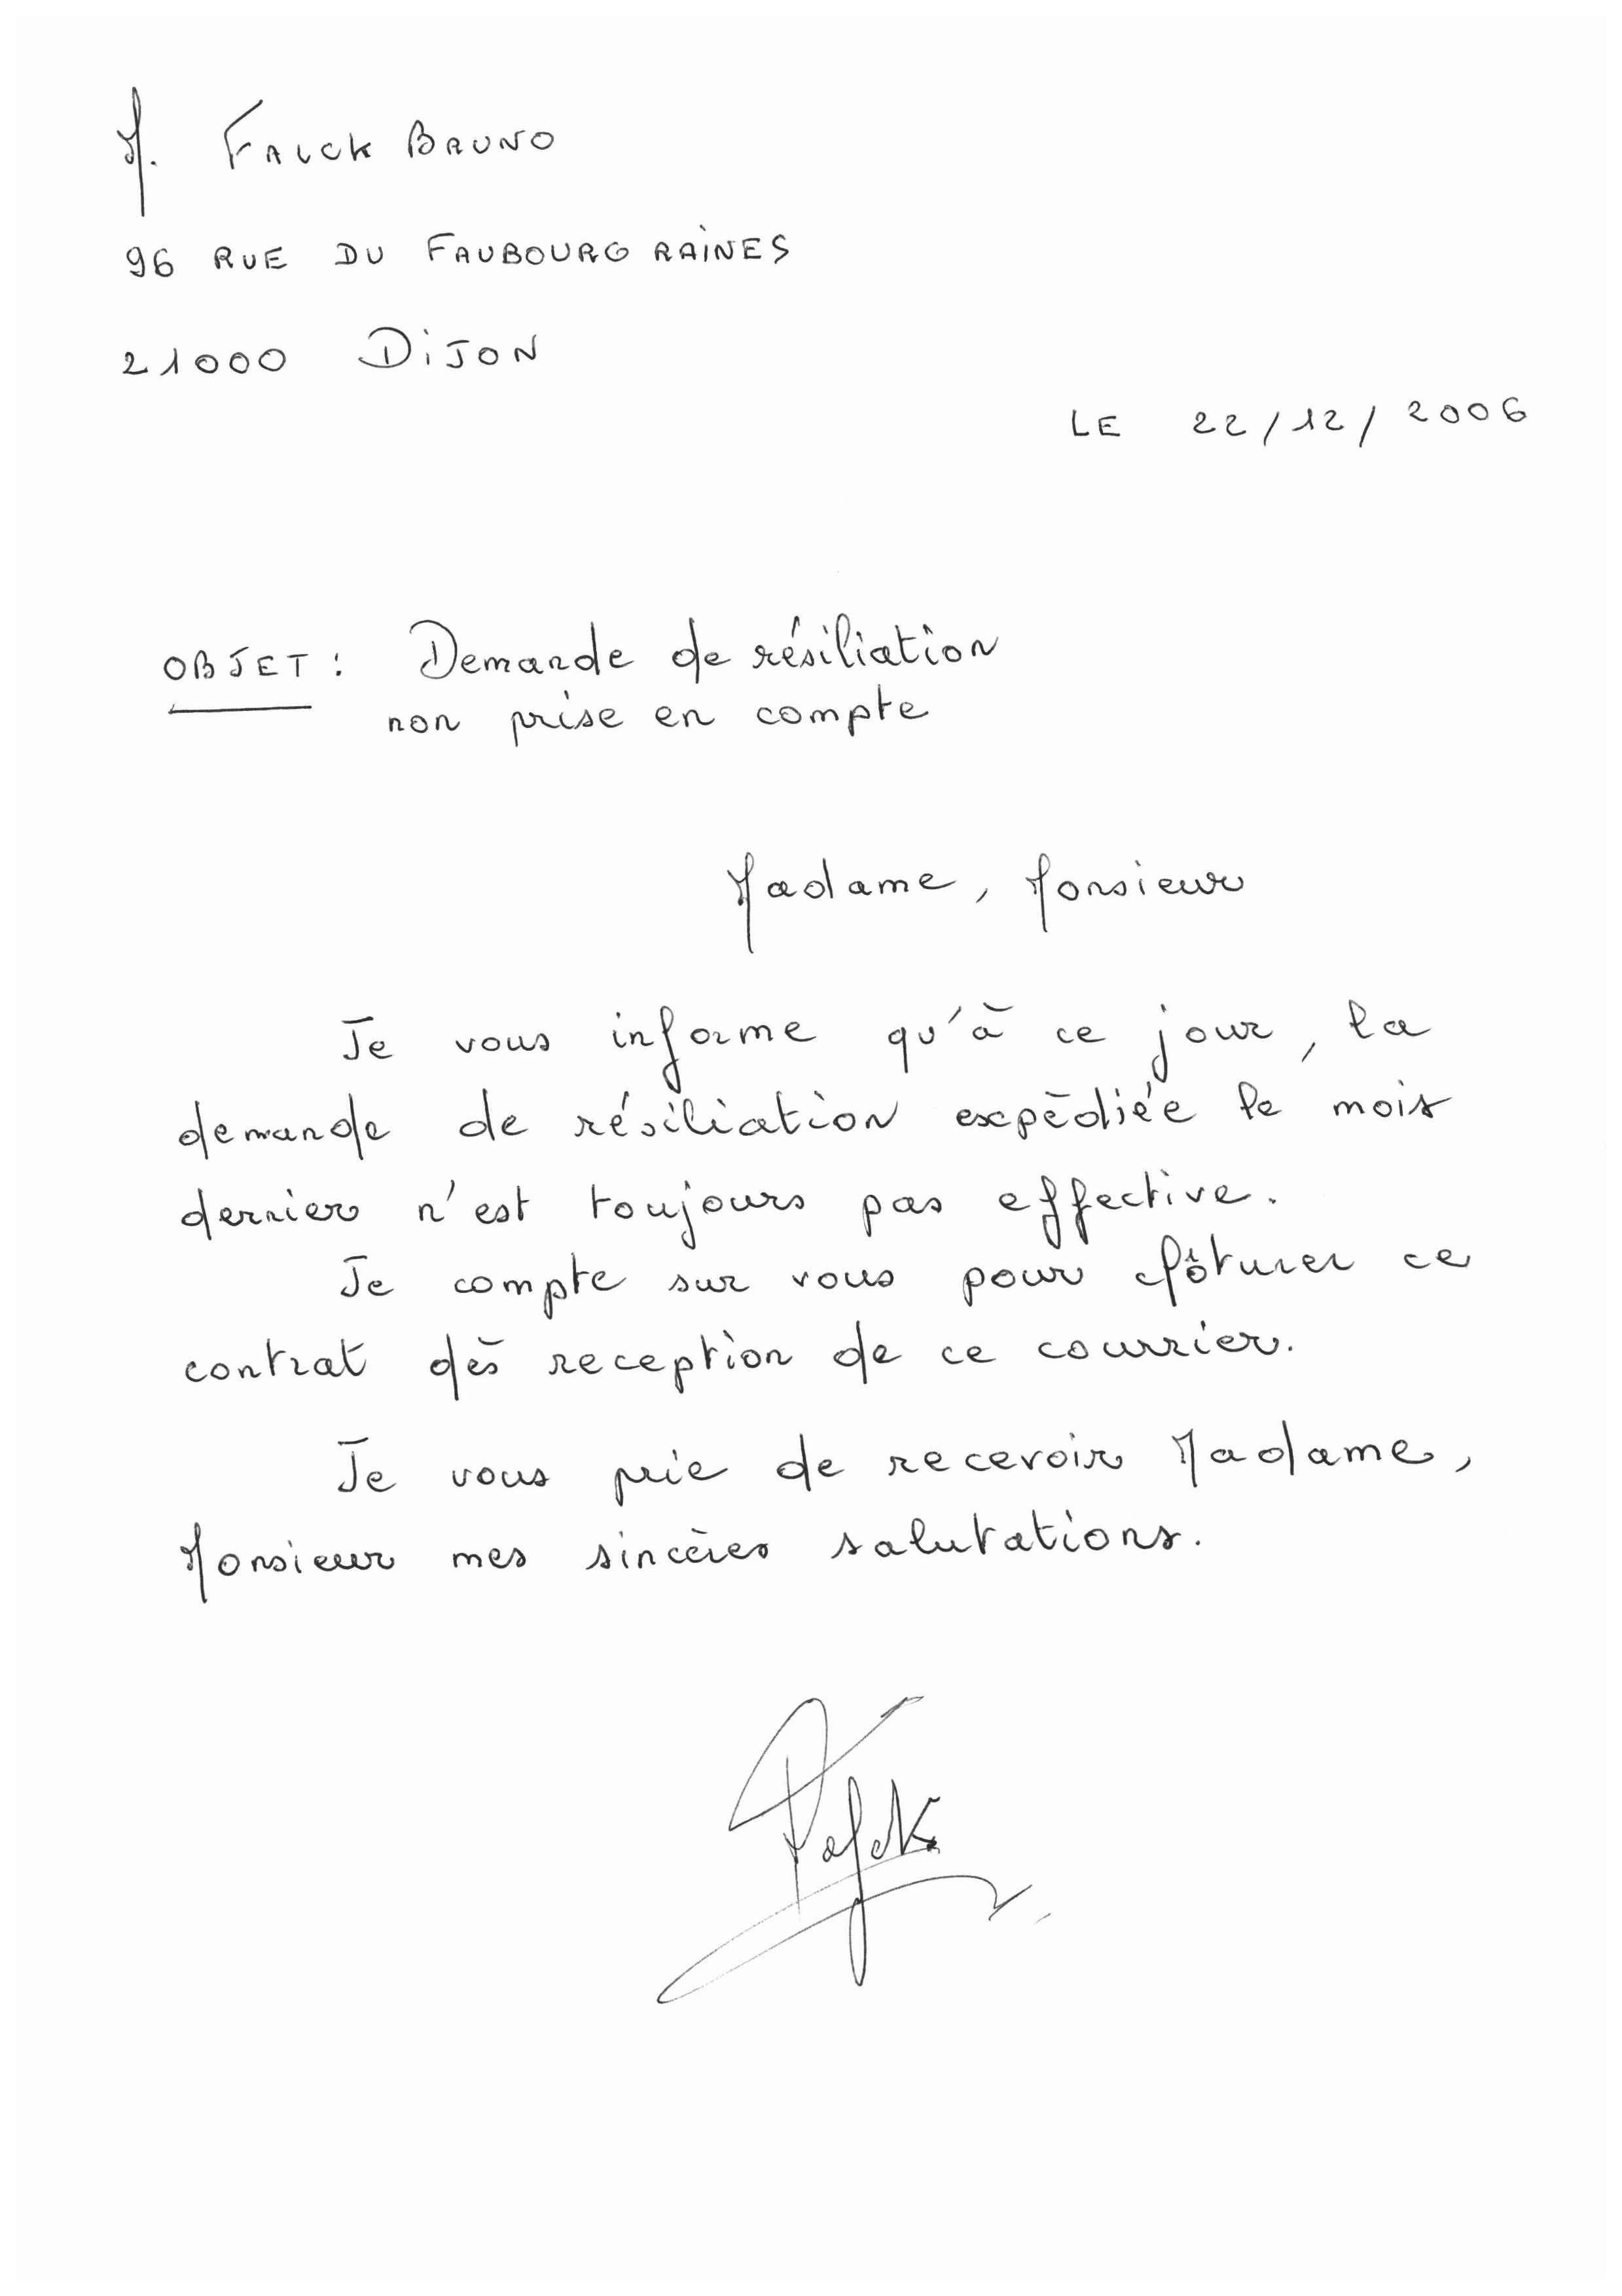 M. FALCK BRUNO
96 RUE DU FAUBOURG RAINES
21000 DIJON
LE 22/12/2006
OBJET : Demande de résiliation
non prise en compte
Madame, Monsieur
Je vous informe qu'à ce jour, la
demande de résiliation expédiée le mois
dernier n'est toujours pas effective.
Je compte sur vous pour clôturer ce
contrat dès reception de ce courrier.
Je vous prie de recevoir Madame,
Monsieur mes sincères salutations.
Falck